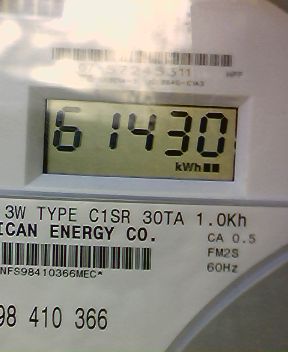 61430
kWh
3W TYPE C1SR 30TA 1.0Kh
ICAN ENERGY CO.
CA 0.5
FM2S
60Hz
NFS98410366MEC*
98 410 366